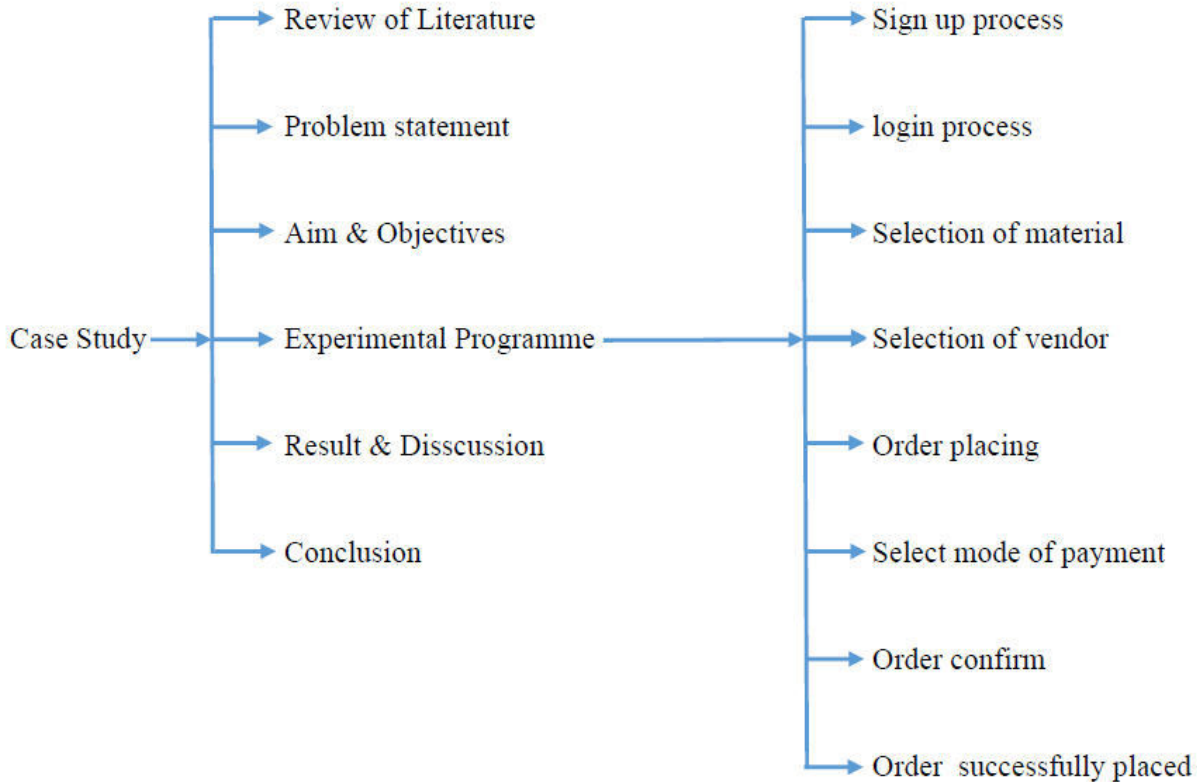 Case Study
Review of Literature
Problem statement
Aim & Objectives
Experimental Programme
Result & Disscussion
Conclusion
Sign up process
login process
Selection of material
Selection of vendor
Order placing
Select mode of payment
Order confirm
Order successfully placed